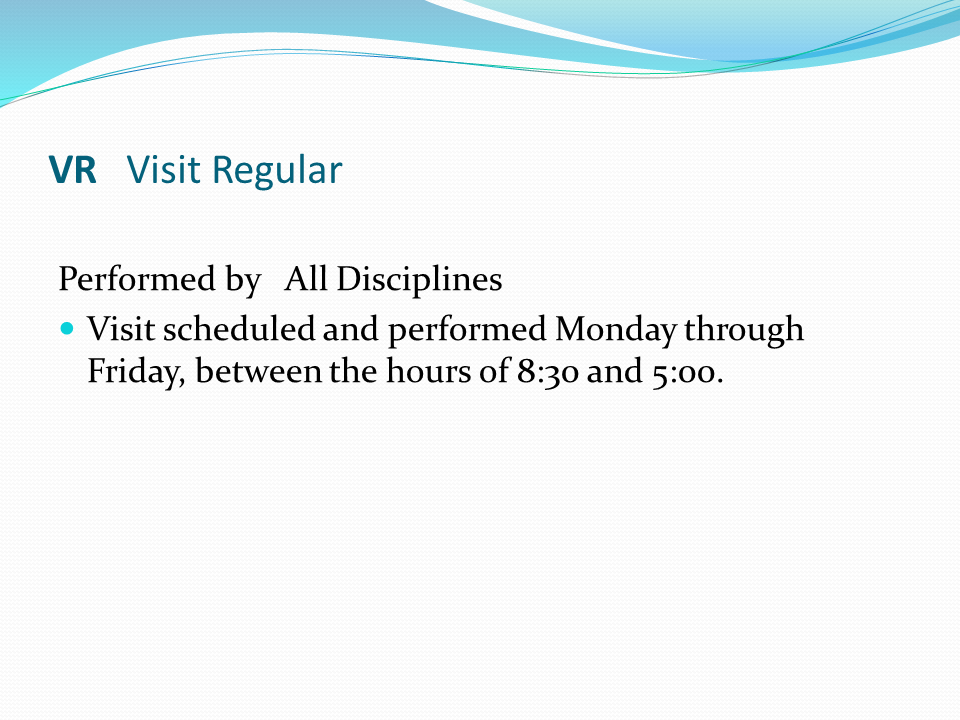 VR Visit Regular
Performed by All Disciplines
Visit scheduled and performed Monday through
Friday, between the hours of 8:30 and 5:00.